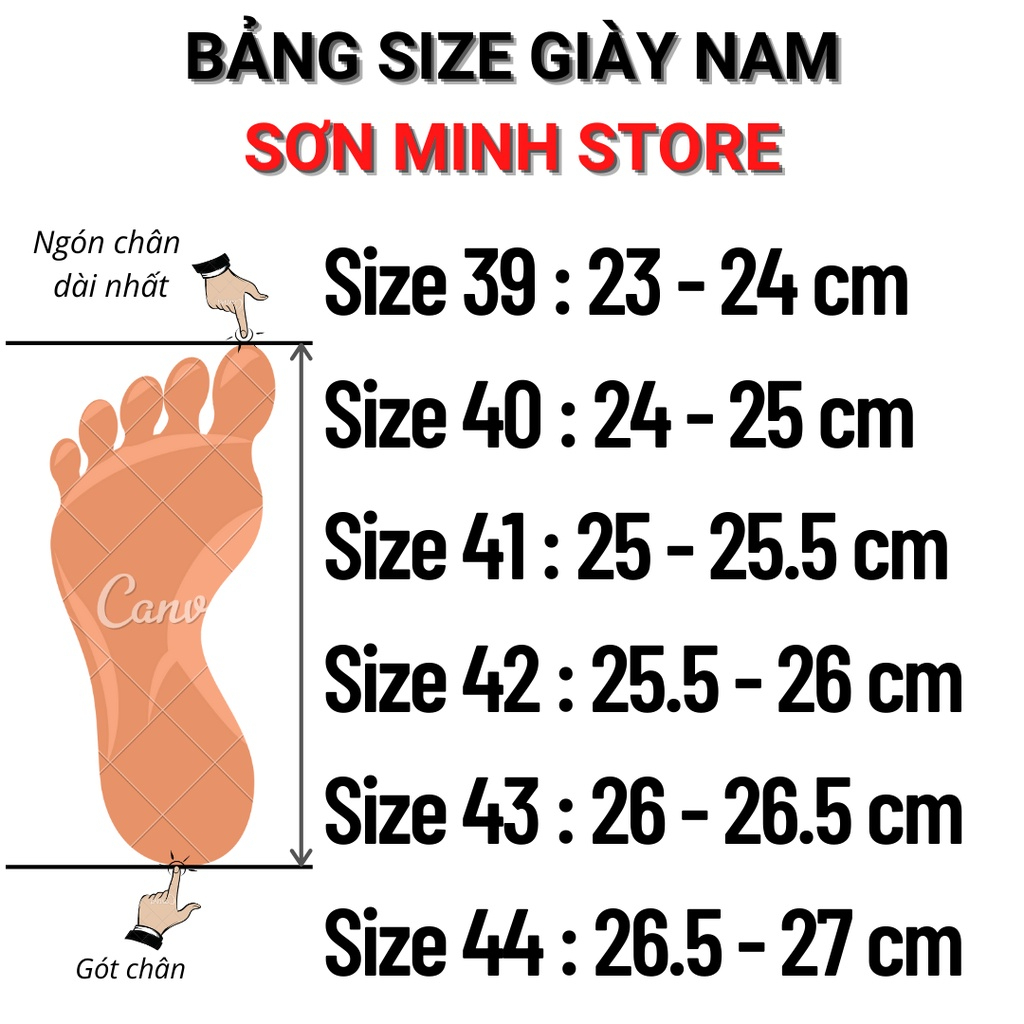 BẢNG SIZE GIÀY NAM
SƠN MINH STORE
Ngón chân
dài nhất
Size 39 : 23 - 24 cm
Size 40 : 24 - 25 cm
Size 41 : 25 - 25.5 cm
Size 42 : 25.5 - 26 cm
Canv
Size 43 : 26 - 26.5 cm
Size 44 : 26.5 - 27 cm
Gót chân